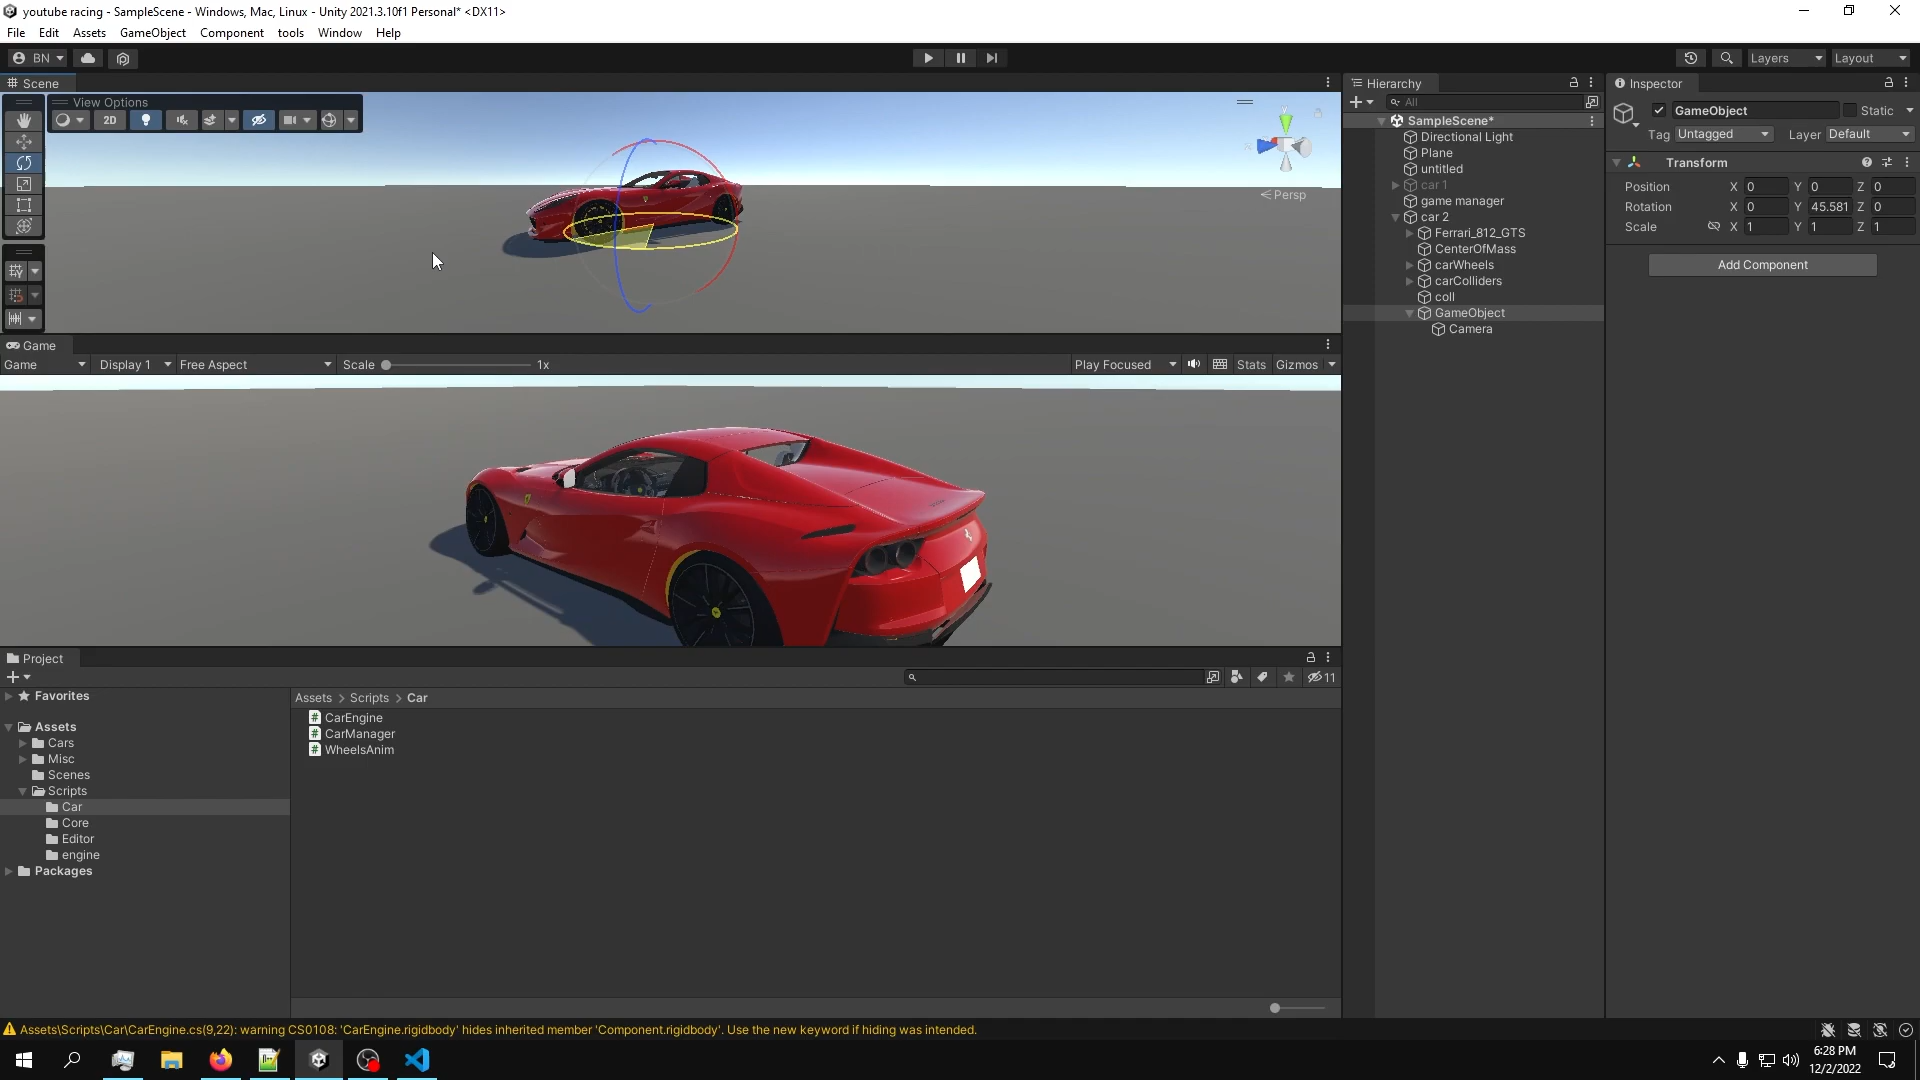 youtube racing - SampleScene - Windows, Mac, Linux - Unity 2021.3.10f1 Personal* <DX11>
File Edit Assets GameObject Component tools Window Help
BN Layers Layout
Scene
View Options
2D
Persp
Game
Game Display 1 Free Aspect Scale 1x Play Focused Stats Gizmos
Project
11
Favorites
Assets
Cars
Misc
Scenes
Scripts
Car
Core
Editor
engine
Packages
Assets > Scripts > Car
CarEngine
CarManager
WheelsAnim
Hierarchy
All
SampleScene*
Directional Light
Plane
untitled
car 1
game manager
car 2
Ferrari_812_GTS
CenterOfMass
carWheels
carColliders
coll
GameObject
Camera
Inspector
GameObject Static
Tag Untagged Layer Default
Transform
Position X 0 Y 0 Z 0
Rotation X 0 Y 45.581 Z 0
Scale X 1 Y 1 Z 1
Add Component
Assets\Scripts\Car\CarEngine.cs(9,22): warning CS0108: 'CarEngine.rigidbody' hides inherited member 'Component.rigidbody'. Use the new keyword if hiding was intended.
6:28 PM
12/2/2022